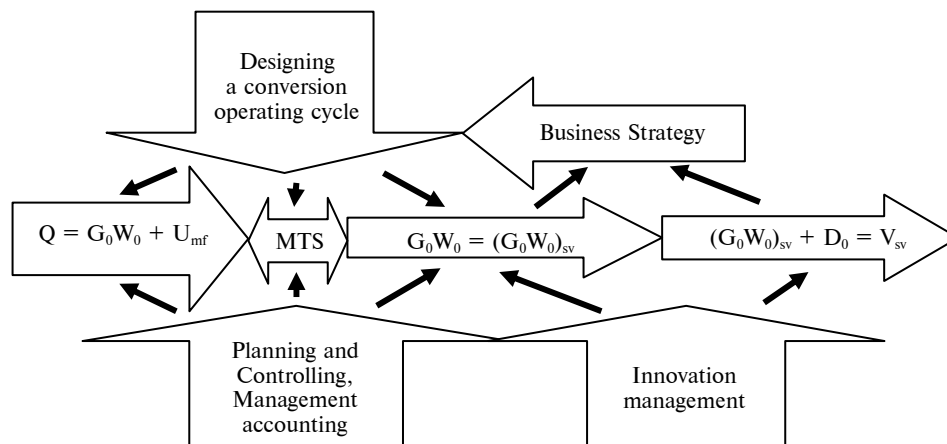 Designing
a conversion
operating cycle
Business Strategy
Q = G₀W₀ + Uₘf
MTS
G₀W₀ = (G₀W₀)ₛᵥ
(G₀W₀)ₛᵥ + D₀ = Vₛᵥ
Planning and
Controlling,
Management
accounting
Innovation
management